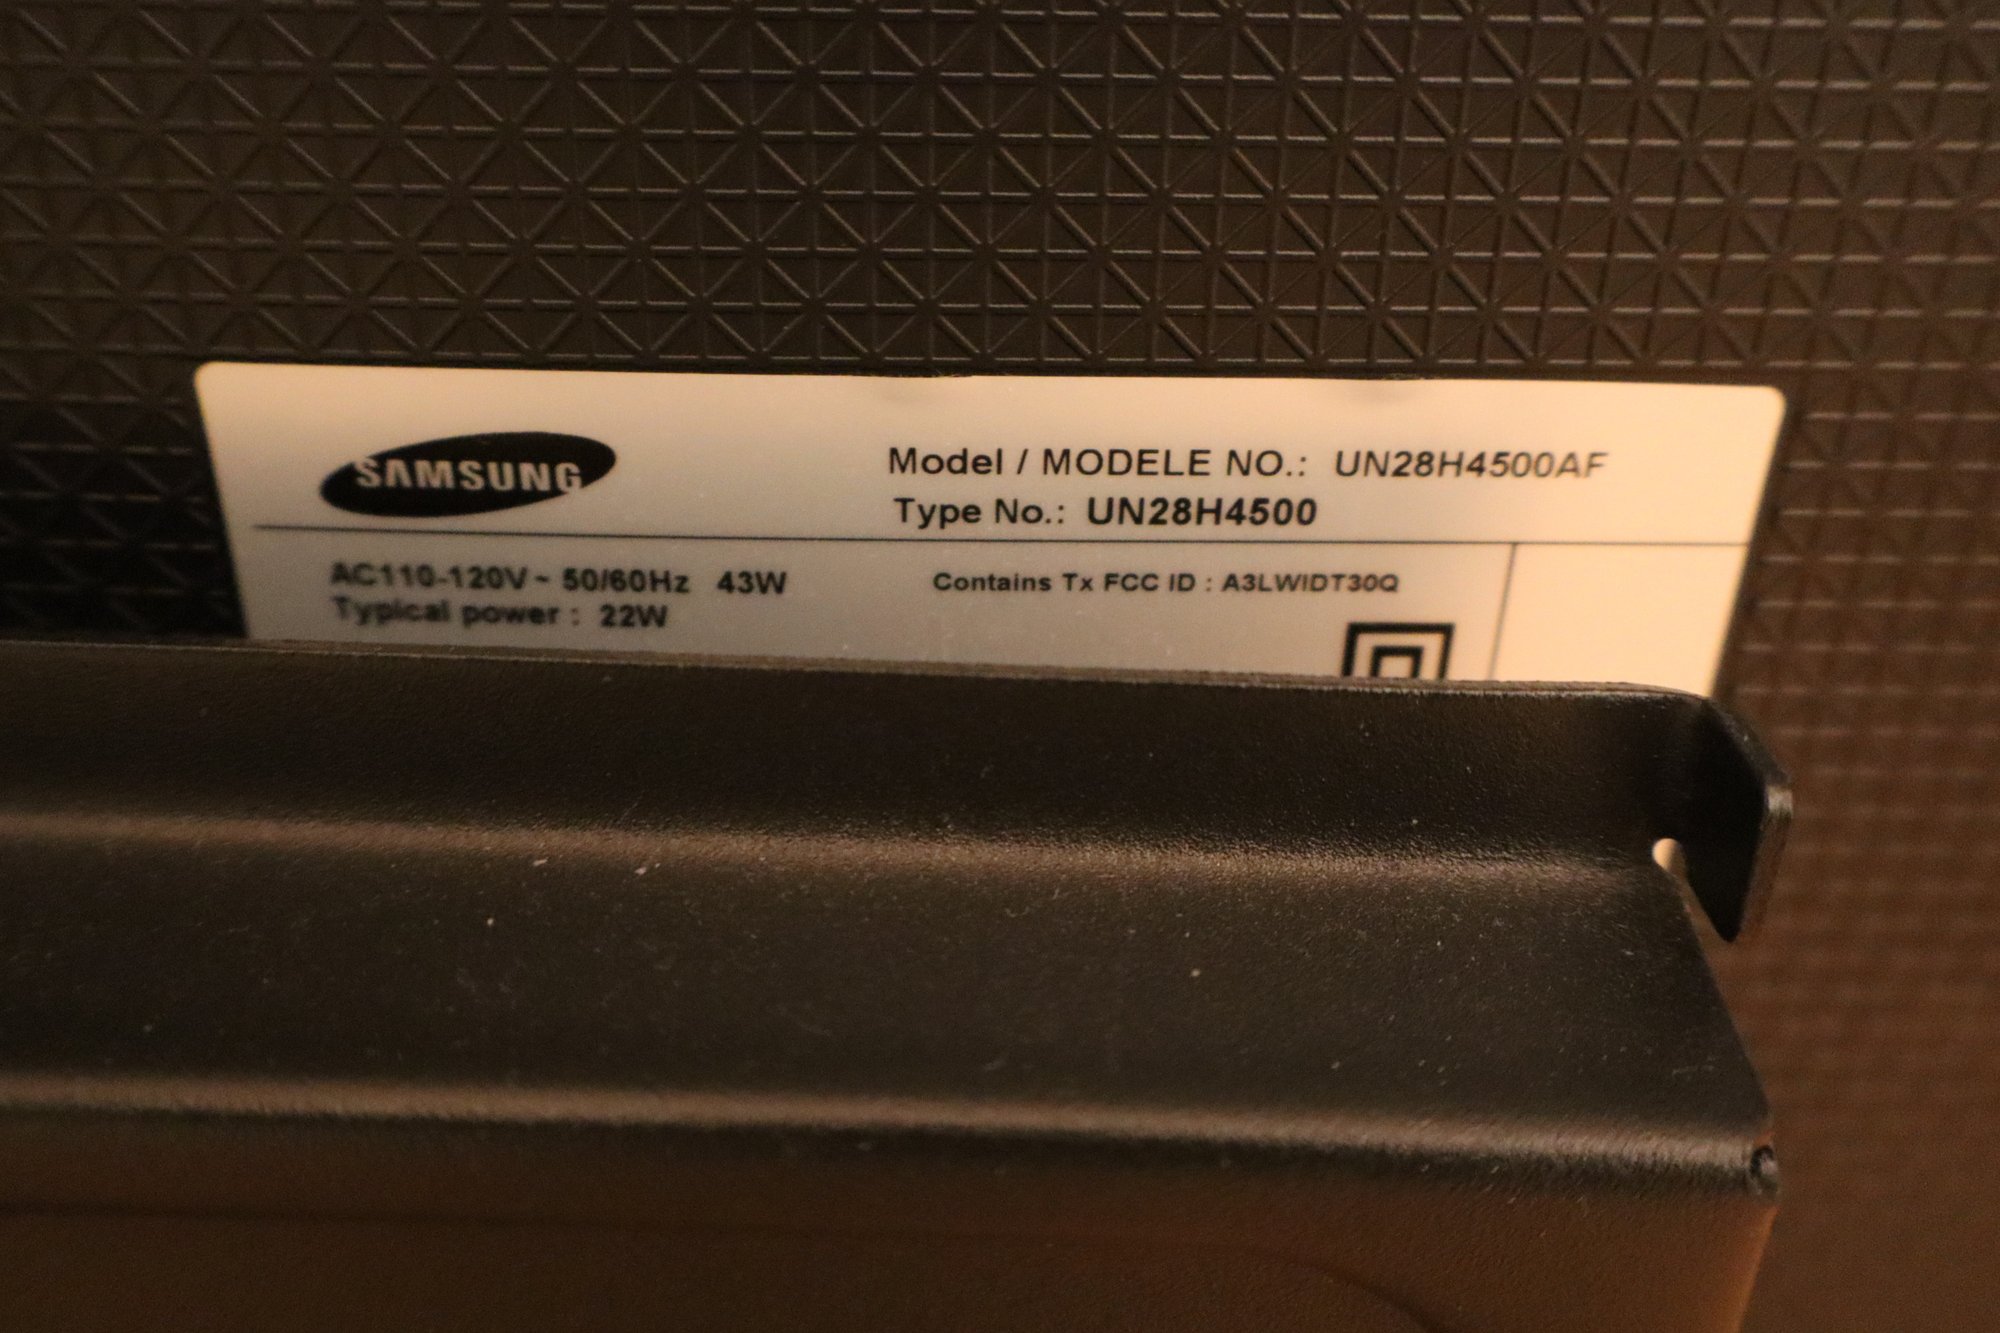 SAMSUNG
Model / MODELE NO.: UN28H4500AF
Type No.: UN28H4500
AC110-120V~ 50/60Hz 43W
Typical power : 22W
Contains Tx FCC ID : A3LWIDT30Q